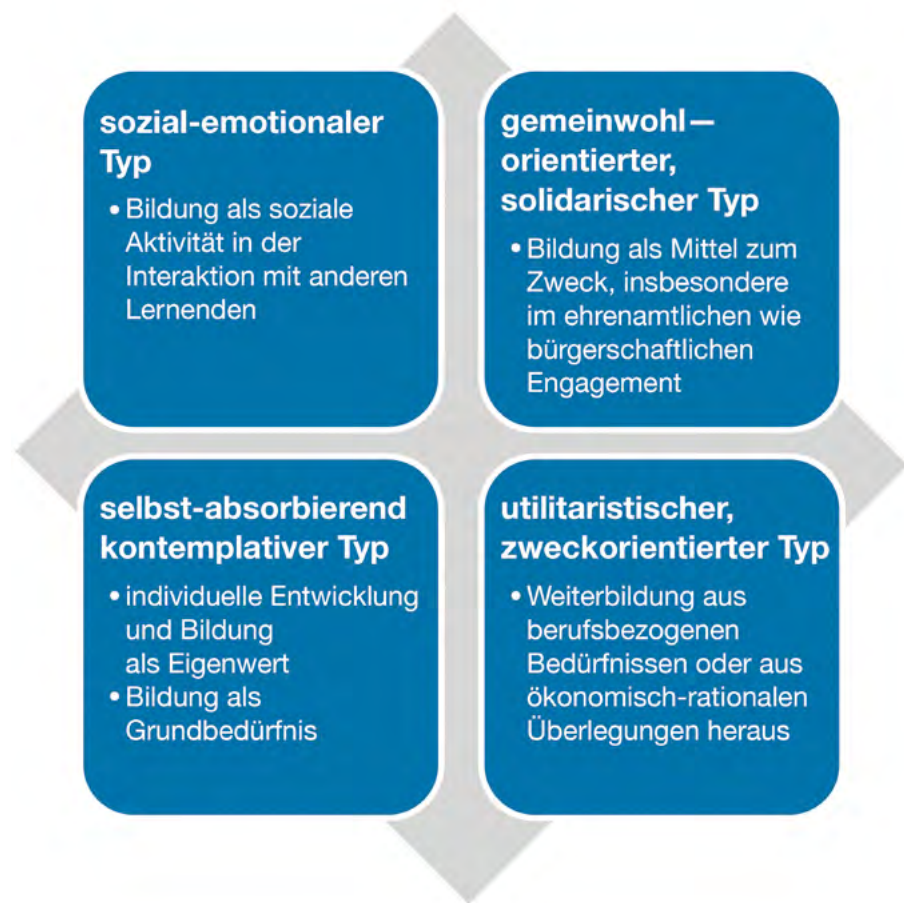 sozial-emotionaler
Typ
• Bildung als soziale
Aktivität in der
Interaktion mit anderen
Lernenden
gemeinwohl—
orientierter,
solidarischer Typ
• Bildung als Mittel zum
Zweck, insbesondere
im ehrenamtlichen wie
bürgerschaftlichen
Engagement
selbst-absorbierend
kontemplativer Typ
• individuelle Entwicklung
und Bildung
als Eigenwert
• Bildung als
Grundbedürfnis
utilitaristischer,
zweckorientierter Typ
• Weiterbildung aus
berufsbezogenen
Bedürfnissen oder aus
ökonomisch-rationalen
Überlegungen heraus